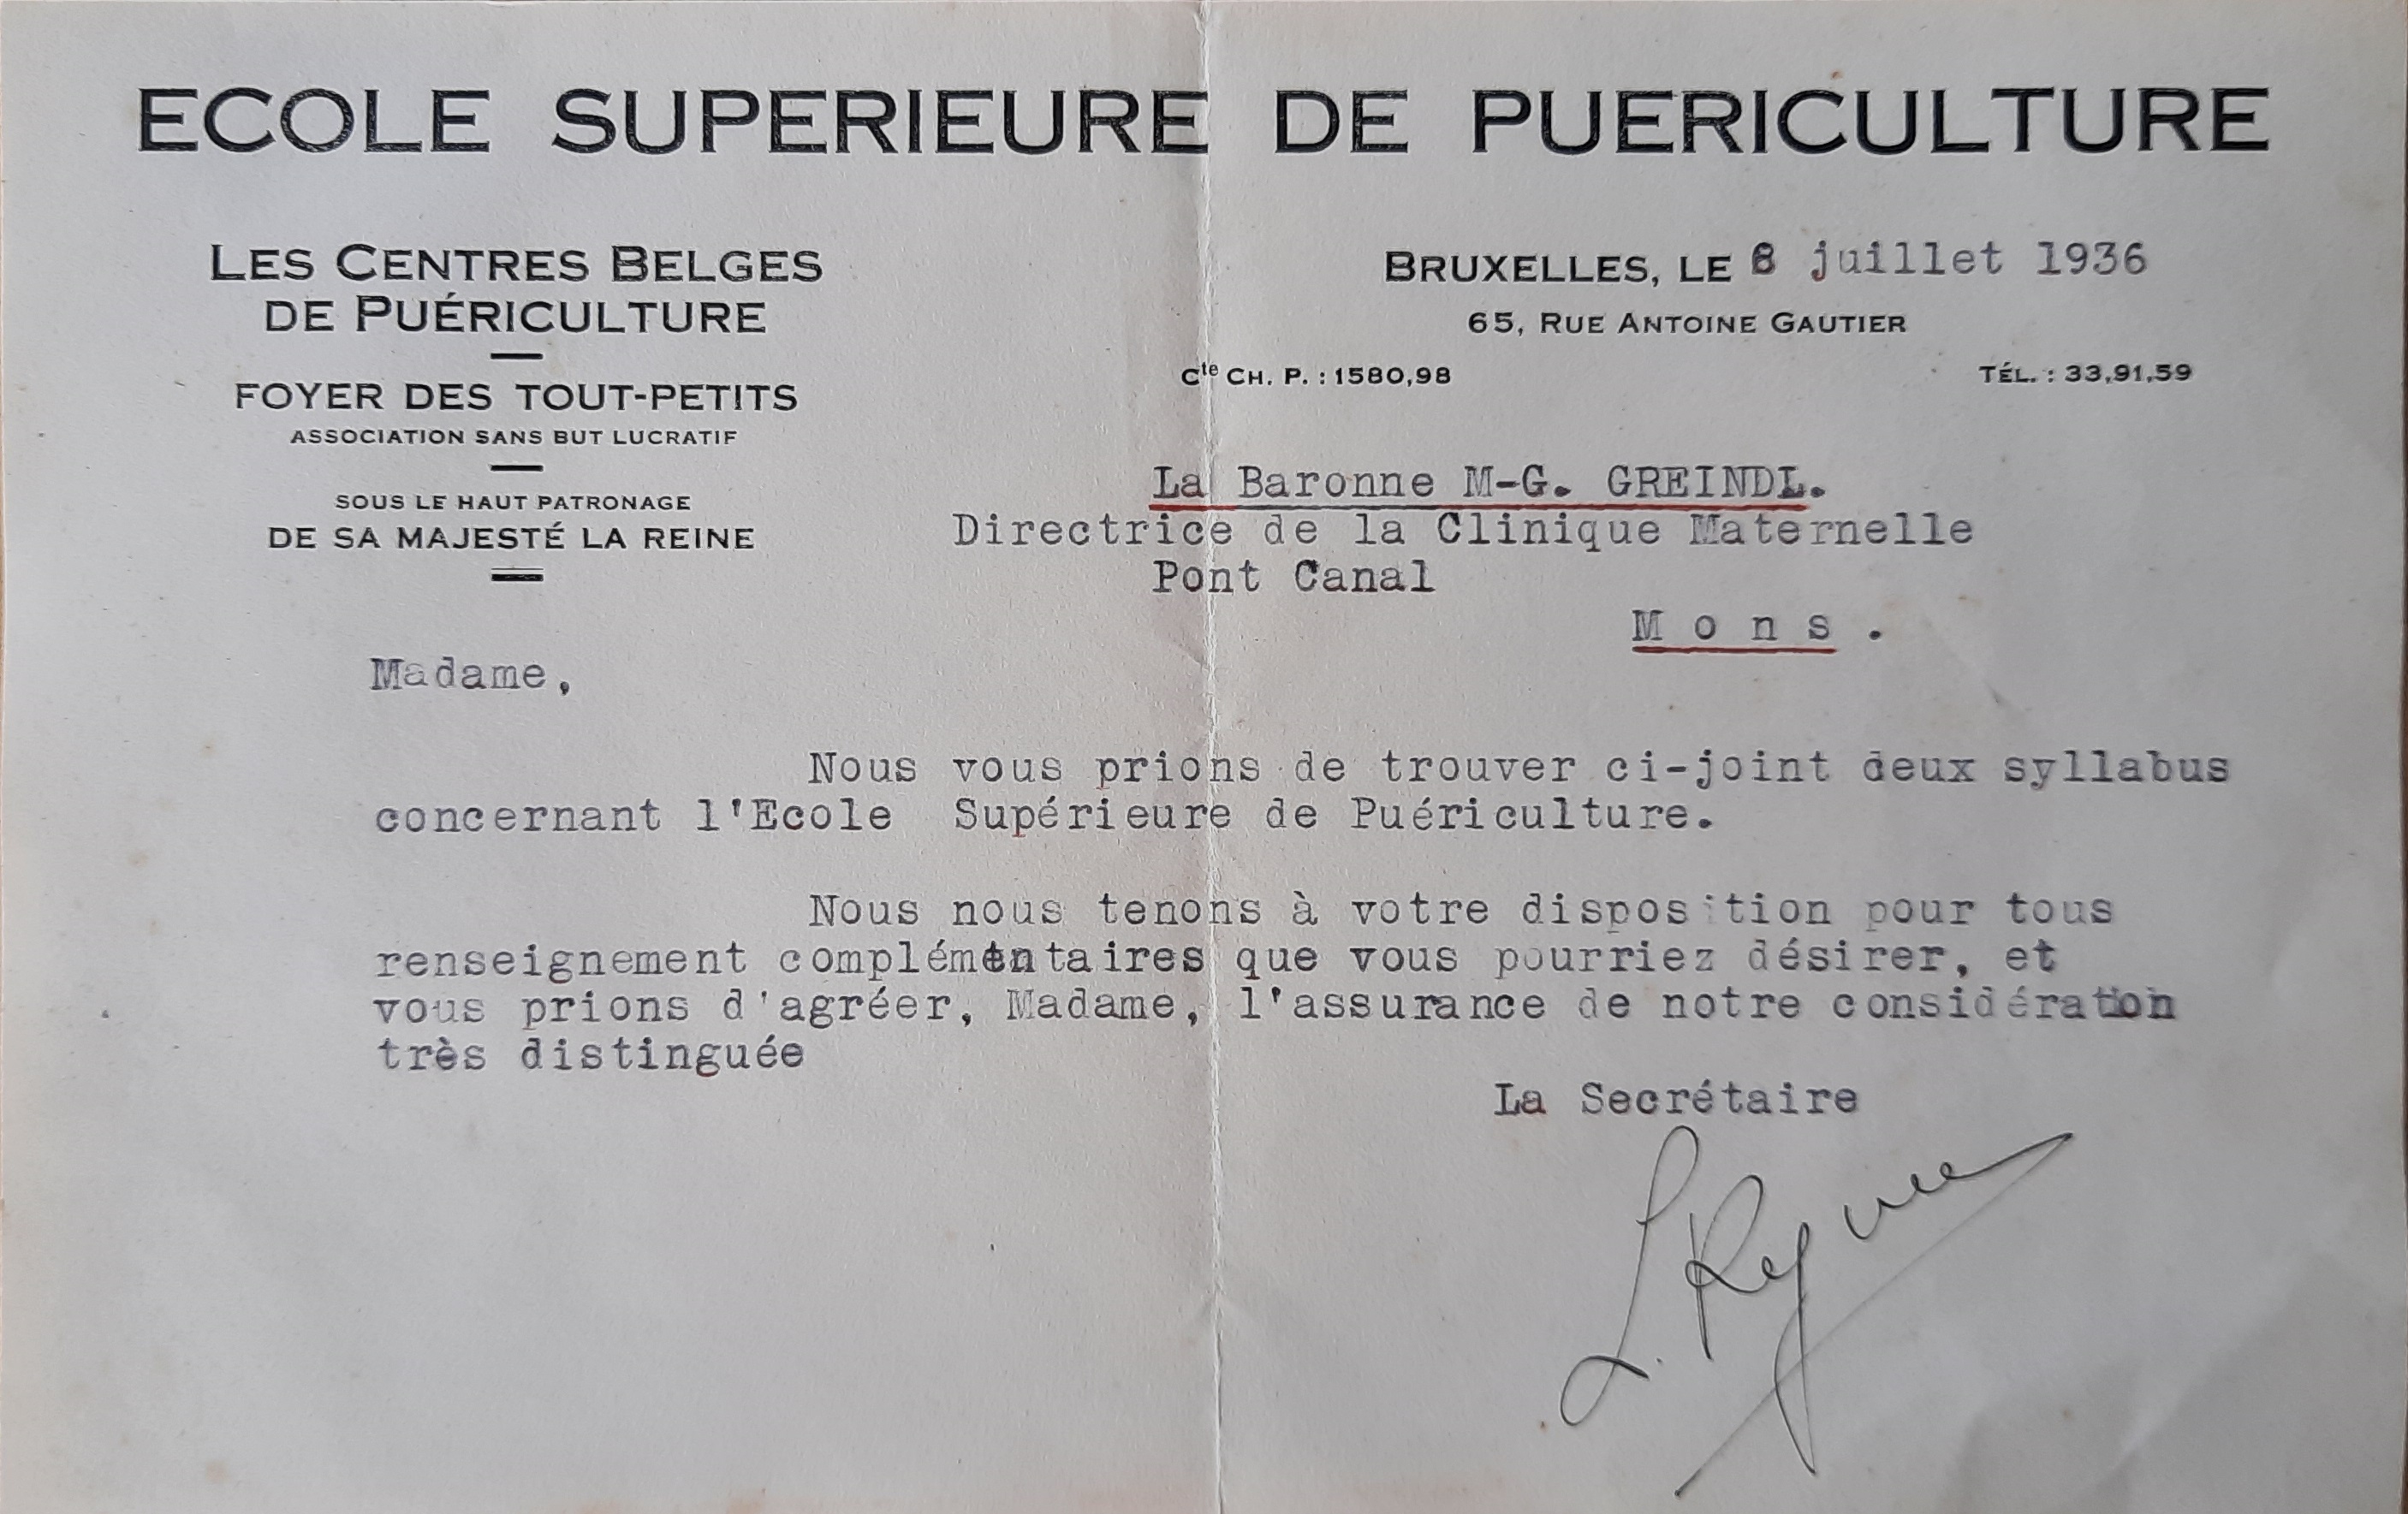 ECOLE SUPERIEURE DE PUERICULTURE
LES CENTRES BELGES
DE PUÉRICULTURE
FOYER DES TOUT-PETITS
ASSOCIATION SANS BUT LUCRATIF
SOUS LE HAUT PATRONAGE
DE SA MAJESTÉ LA REINE
BRUXELLES, LE 8 juillet 1936
65, RUE ANTOINE GAUTIER
Cte CH. P. : 1580,98 TÉL. : 33,91,59
La Baronne M-G. GREINDL.
Directrice de la Clinique Maternelle
Pont Canal
Mons.
Madame,
Nous vous prions de trouver ci-joint deux syllabus
concernant l'Ecole Supérieure de Puériculture.
Nous nous tenons à votre disposition pour tous
renseignement complémentaires que vous pourriez désirer, et
vous prions d'agréer, Madame, l'assurance de notre considération
très distinguée
La Secrétaire
L.